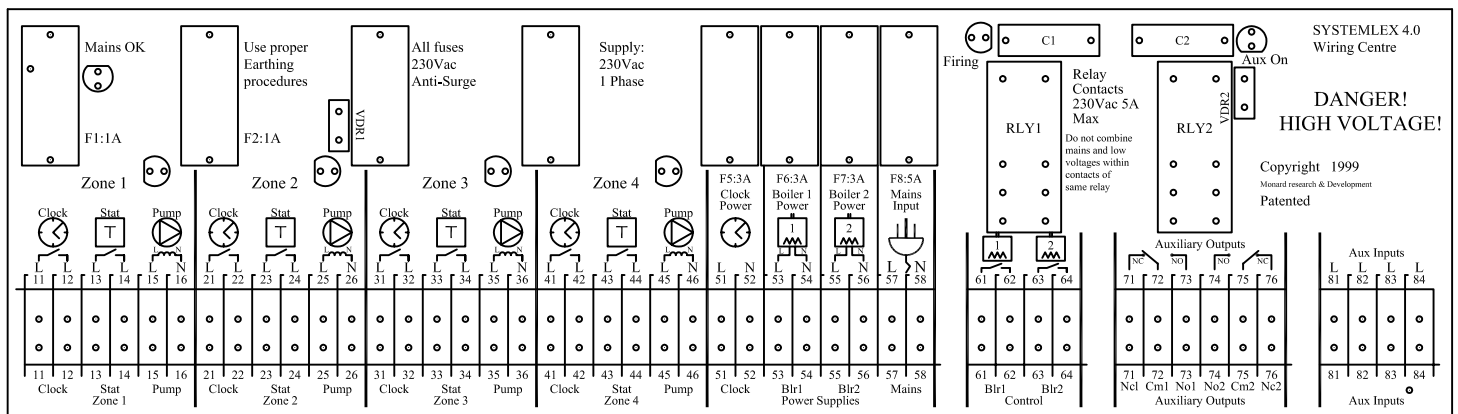 Mains OK
F1:1A
Use proper
Earthing
procedures
F2:1A
VDR1
All fuses
230Vac
Anti-Surge
Supply:
230Vac
1 Phase
Firing
C1
C2
Aux On
RLY1
Relay
Contacts
230Vac 5A
Max
Do not combine
mains and low
voltages within
contacts of
same relay
RLY2
VDR2
SYSTEMLEX 4.0
Wiring Centre
DANGER!
HIGH VOLTAGE!
Copyright 1999
Monard research & Development
Patented
Zone 1
Zone 2
Zone 3
Zone 4
F5:3A
Clock
Power
F6:3A
Boiler 1
Power
F7:3A
Boiler 2
Power
F8:5A
Mains
Input
Clock Stat Pump Clock Stat Pump Clock Stat Pump Clock Stat Pump
T T T T
1 2
1 2
L N L N L N L N L N L N
L L L L L N L L L L L N L L L L L N L L L L L N L N L N L N L N
Auxiliary Outputs
NC NO NO NC
Aux Inputs
L L L L
11 12 13 14 15 16 21 22 23 24 25 26 31 32 33 34 35 36 41 42 43 44 45 46 51 52 53 54 55 56 57 58 61 62 63 64 71 72 73 74 75 76 81 82 83 84
11 12 13 14 15 16 21 22 23 24 25 26 31 32 33 34 35 36 41 42 43 44 45 46 51 52 53 54 55 56 57 58 61 62 63 64 71 72 73 74 75 76 81 82 83 84
Clock Stat Pump Clock Stat Pump Clock Stat Pump Clock Stat Pump Clock Blr1 Blr2 Mains Blr1 Blr2 Ncl Cm1 No1 No2 Cm2 Nc2
Zone 1 Zone 2 Zone 3 Zone 4 Power Supplies Control Auxiliary Outputs Aux Inputs